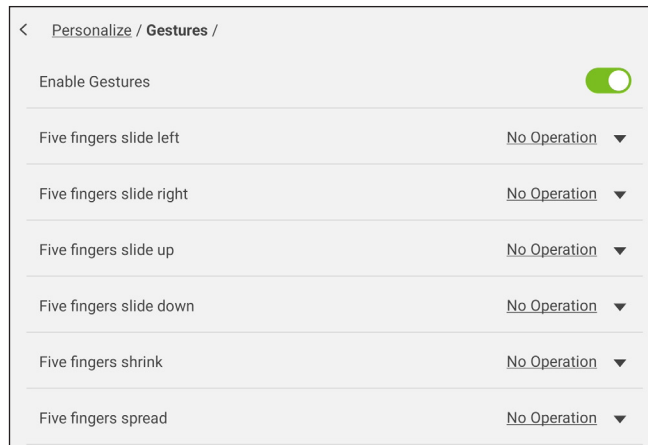 < Personalize / Gestures /
Enable Gestures
Five fingers slide left No Operation
Five fingers slide right No Operation
Five fingers slide up No Operation
Five fingers slide down No Operation
Five fingers shrink No Operation
Five fingers spread No Operation